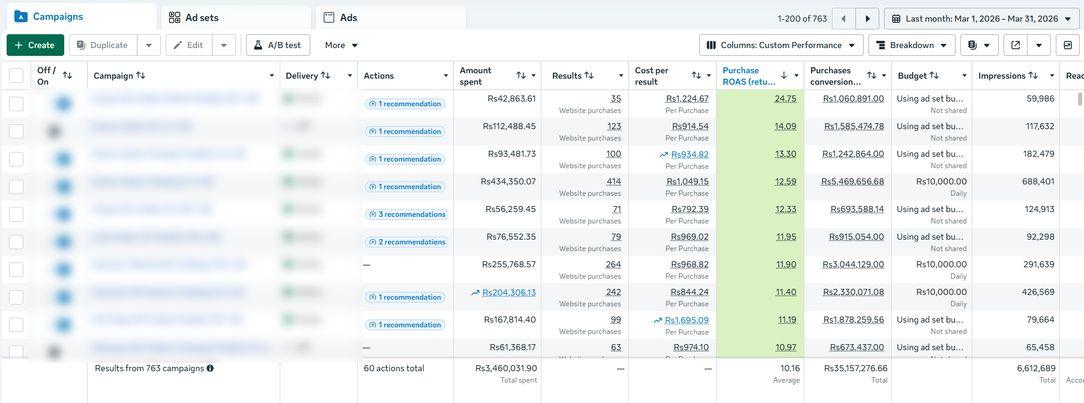 Campaigns
Ad sets
Ads
1-200 of 763
Last month: Mar 1, 2026 – Mar 31, 2026
+ Create
Duplicate
Edit
A/B test
More
Columns: Custom Performance
Breakdown
Off / On
Campaign
Delivery
Actions
Amount spent
Results
Cost per result
Purchase ROAS (retu...
Purchases conversion...
Budget
Impressions
Reac
1 recommendation
Rs42,863.61
35
Website purchases
Rs1,224.67
Per Purchase
24.75
Rs1,060,891.00
Using ad set bu...
Not shared
59,986
1 recommendation
Rs112,488.45
123
Website purchases
Rs914.54
Per Purchase
14.09
Rs1,585,474.78
Using ad set bu...
Not shared
117,632
1 recommendation
Rs93,481.73
100
Website purchases
Rs934.82
Per Purchase
13.30
Rs1,242,864.00
Using ad set bu...
Not shared
182,479
1 recommendation
Rs434,350.07
414
Website purchases
Rs1,049.15
Per Purchase
12.59
Rs5,469,656.68
Rs10,000.00
Daily
688,401
3 recommendations
Rs56,259.45
71
Website purchases
Rs792.39
Per Purchase
12.33
Rs693,588.14
Using ad set bu...
Not shared
124,913
2 recommendations
Rs76,552.35
79
Website purchases
Rs969.02
Per Purchase
11.95
Rs915,054.00
Using ad set bu...
Not shared
92,298
—
Rs255,768.57
264
Website purchases
Rs968.82
Per Purchase
11.90
Rs3,044,129.00
Rs10,000.00
Daily
291,639
1 recommendation
Rs204,306.13
242
Website purchases
Rs844.24
Per Purchase
11.40
Rs2,330,071.08
Rs10,000.00
Daily
426,569
1 recommendation
Rs167,814.40
99
Website purchases
Rs1,695.09
Per Purchase
11.19
Rs1,878,259.56
Using ad set bu...
Not shared
79,664
—
Rs61,368.17
63
Rs974.10
10.97
Rs673,437.00
Using ad set bu...
65,458
Results from 763 campaigns
60 actions total
Rs3,460,031.90
Total spent
—
—
10.16
Average
Rs35,157,276.66
Total
6,612,689
Total
Acco